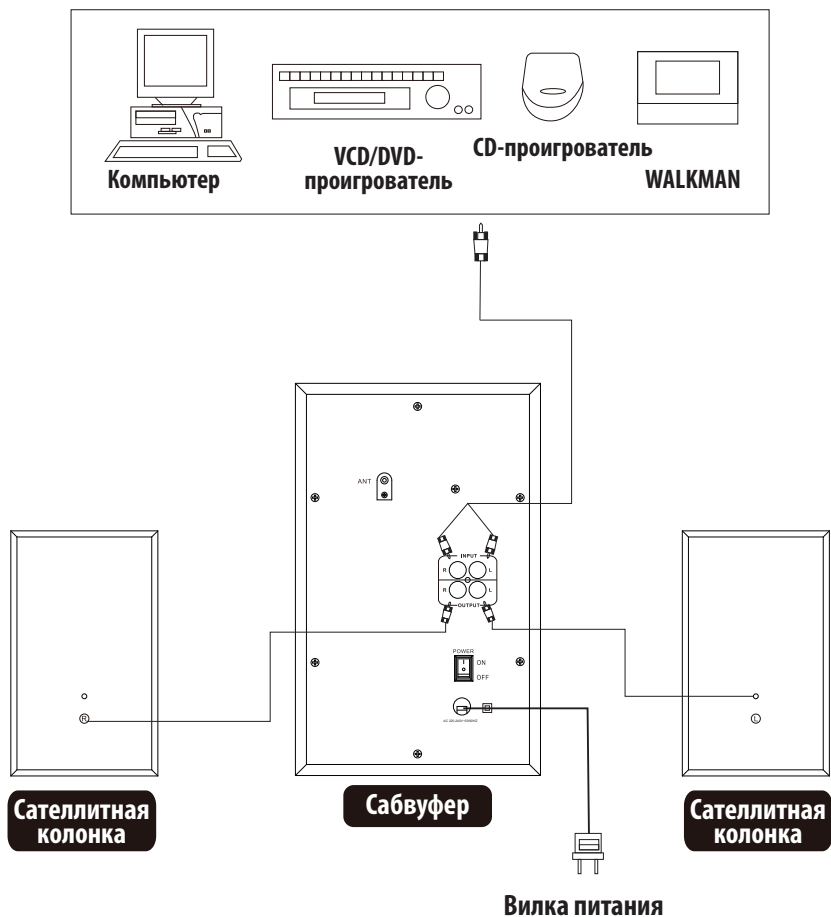 Компьютер
VCD/DVD-
проигрователь
CD-проигрователь
WALKMAN
ANT
INPUT
R L
R L
OUTPUT
POWER
ON
OFF
R
L
Сателлитная
колонка
Сабвуфер
Сателлитная
колонка
Вилка питания